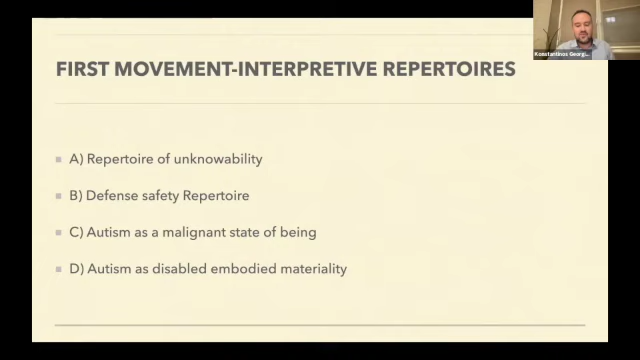 FIRST MOVEMENT-INTERPRETIVE REPERTOIRES
A) Repertoire of unknowability
B) Defense safety Repertoire
C) Autism as a malignant state of being
D) Autism as disabled embodied materiality
Konstantinos Georgi...